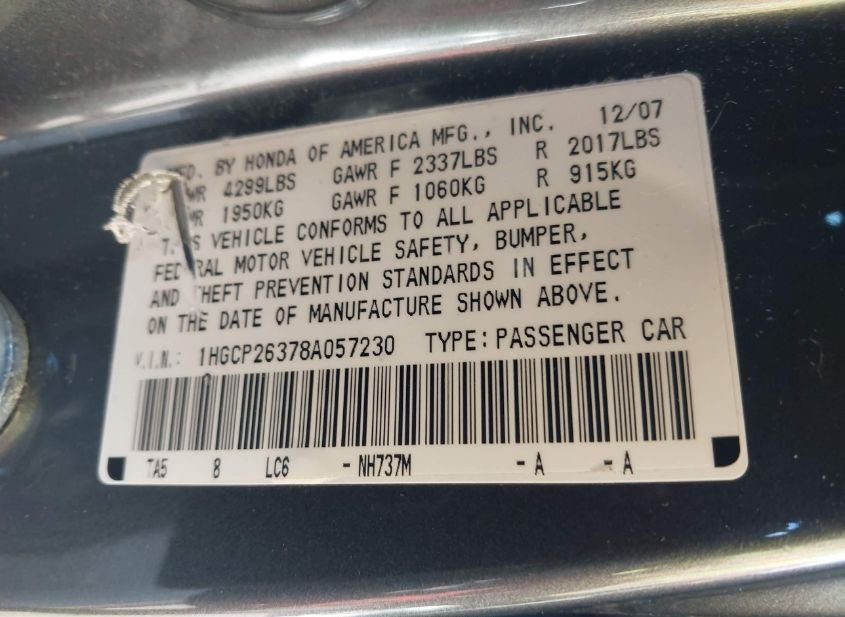 BY HONDA OF AMERICA MFG., INC. 12/07
4299LBS GAWR F 2337LBS R 2017LBS
1950KG GAWR F 1060KG R 915KG
VEHICLE CONFORMS TO ALL APPLICABLE
MOTOR VEHICLE SAFETY, BUMPER,
AND PREVENTION STANDARDS IN EFFECT
ON THE DATE OF MANUFACTURE SHOWN ABOVE.
V.I.N.: 1HGCP26378A057230 TYPE: PASSENGER CAR
TA5 8 LC6 - NH737M - A - A